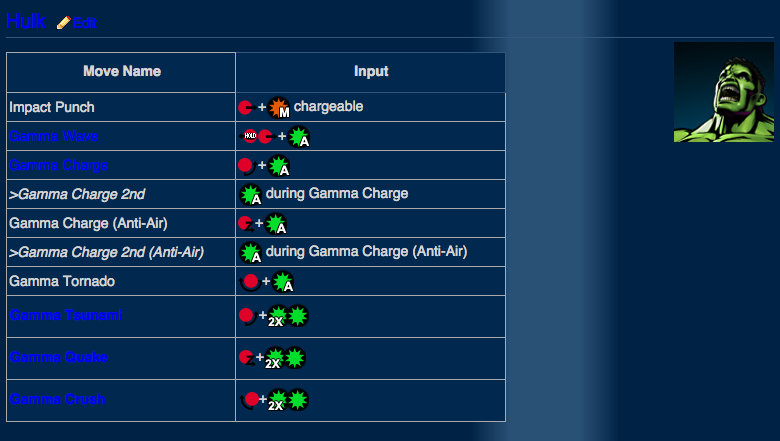 Hulk Edit
Move Name Input
Impact Punch + M chargeable
Gamma Wave HOLD + A
Gamma Charge + A
>Gamma Charge 2nd A during Gamma Charge
Gamma Charge (Anti-Air) + A
>Gamma Charge 2nd (Anti-Air) A during Gamma Charge (Anti-Air)
Gamma Tornado + A
Gamma Tsunami + 2X
Gamma Quake + 2X
Gamma Crush + 2X